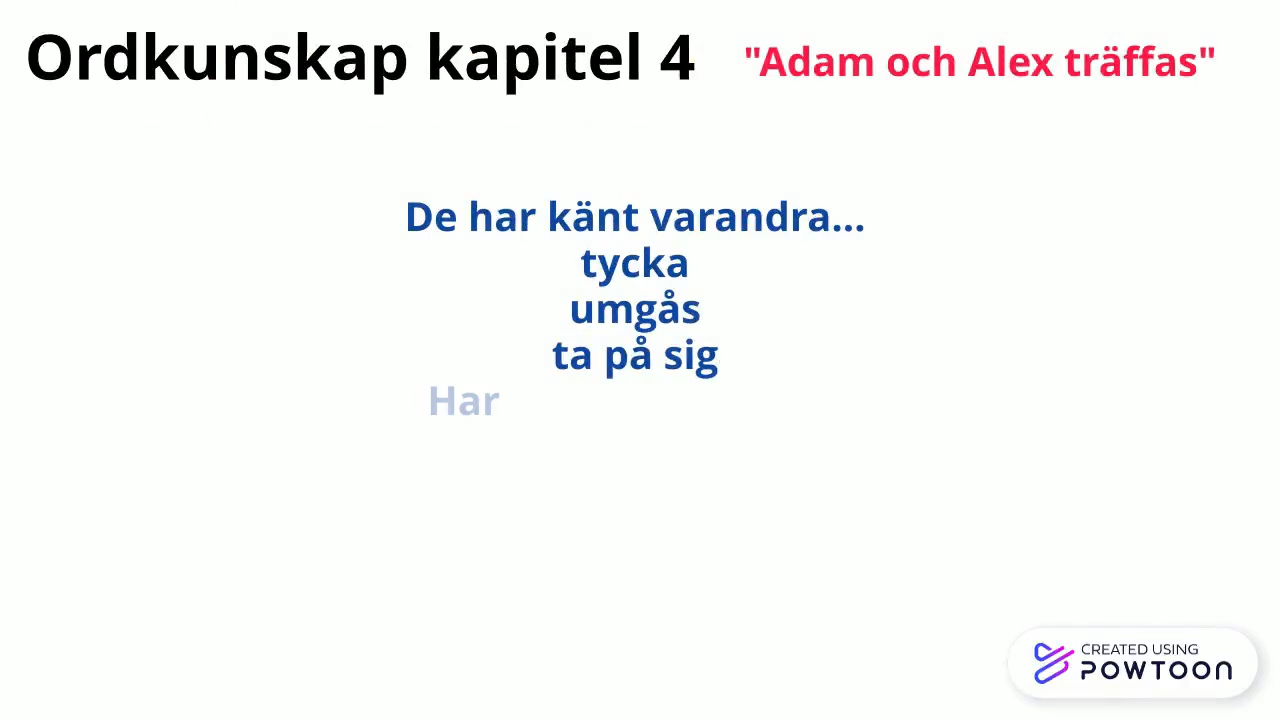 Ordkunskap kapitel 4
"Adam och Alex träffas"
De har känt varandra...
tycka
umgås
ta på sig
Har
CREATED USING
POWTOON